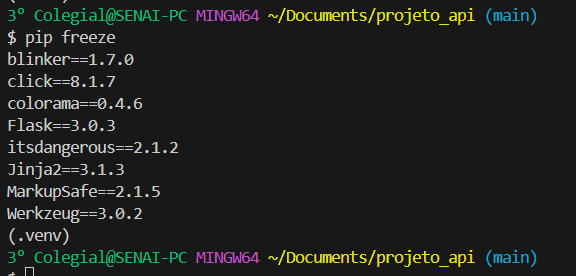 3º Colegial@SENAI-PC MINGW64 ~/Documents/projeto_api (main)
$ pip freeze
blinker==1.7.0
click==8.1.7
colorama==0.4.6
Flask==3.0.3
itsdangerous==2.1.2
Jinja2==3.1.3
MarkupSafe==2.1.5
Werkzeug==3.0.2
(.venv)
3º Colegial@SENAI-PC MINGW64 ~/Documents/projeto_api (main)
$